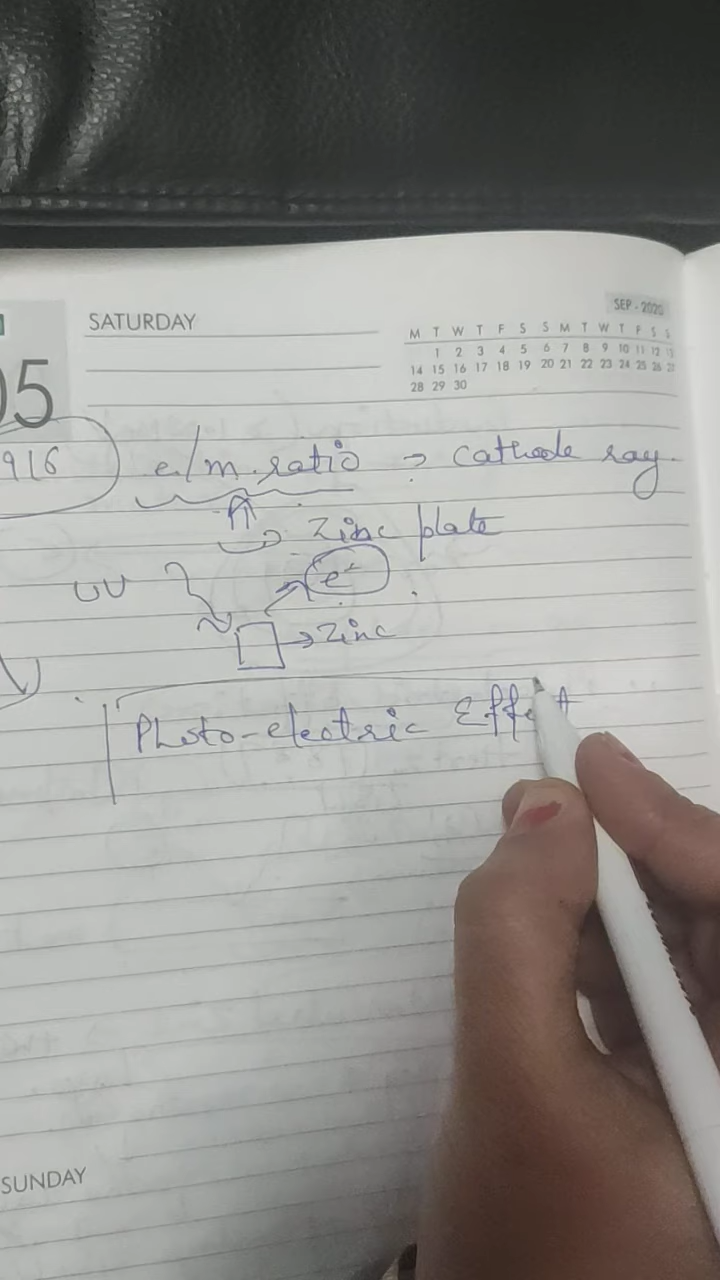 SEP - 2020
SATURDAY
M T W T F S S M T W T F S S
1 2 3 4 5 6 7 8 9 10 11 12 13
05
14 15 16 17 18 19 20 21 22 23 24 25 26 27
28 29 30
916 e/m ratio → cathode ray
zinc plate
UV e-
→ zinc
Photo-electric Effect
SUNDAY